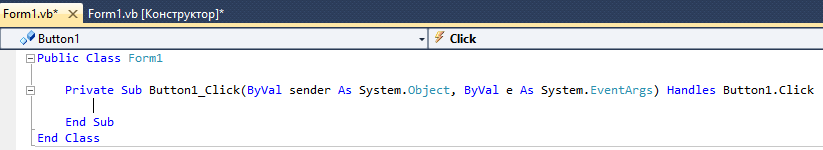 Form1.vb* Form1.vb [Конструктор]*
Button1 Click
Public Class Form1
Private Sub Button1_Click(ByVal sender As System.Object, ByVal e As System.EventArgs) Handles Button1.Click
End Sub
End Class